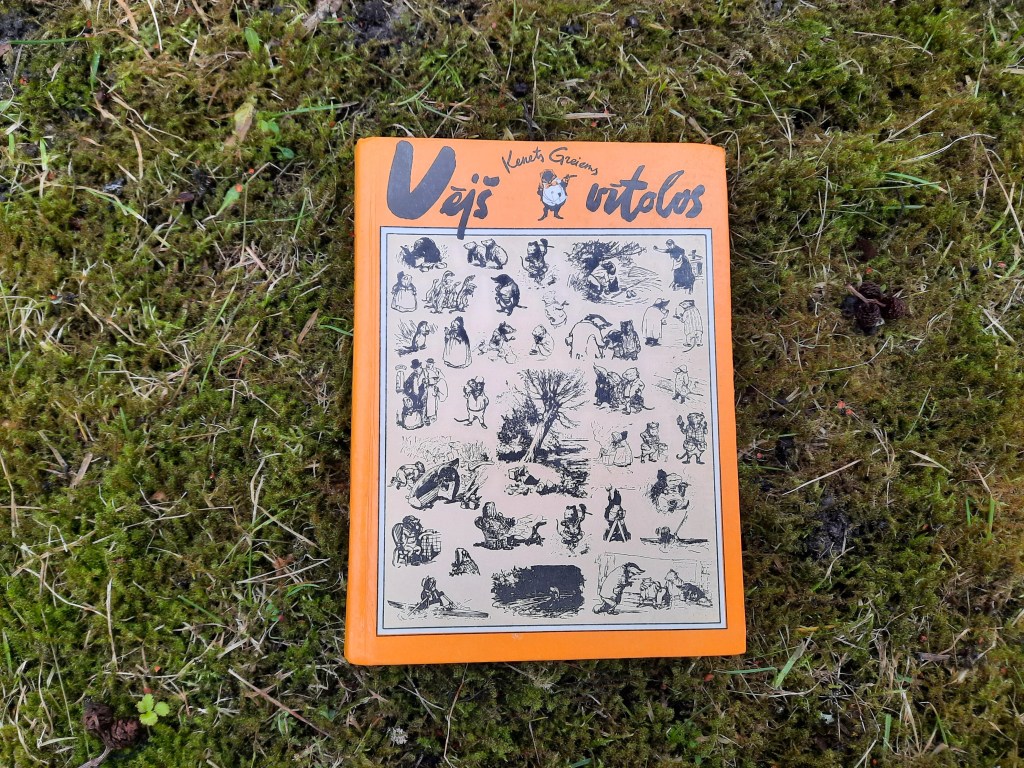 Kenets Greiems
Vējš vītolos